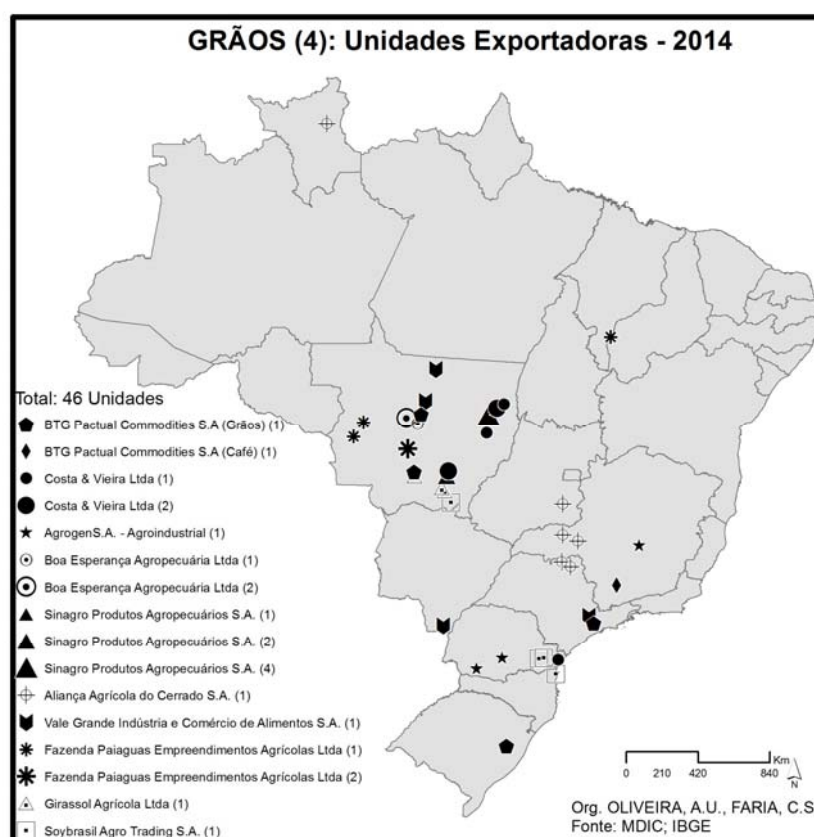 GRÃOS (4): Unidades Exportadoras - 2014
Total: 46 Unidades
BTG Pactual Commodities S.A (Grãos) (1)
BTG Pactual Commodities S.A (Café) (1)
Costa & Vieira Ltda (1)
Costa & Vieira Ltda (2)
AgrogenS.A. - Agroindustrial (1)
Boa Esperança Agropecuária Ltda (1)
Boa Esperança Agropecuária Ltda (2)
Sinagro Produtos Agropecuários S.A. (1)
Sinagro Produtos Agropecuários S.A. (2)
Sinagro Produtos Agropecuários S.A. (4)
Aliança Agrícola do Cerrado S.A. (1)
Vale Grande Indústria e Comércio de Alimentos S.A. (1)
Fazenda Paiaguas Empreendimentos Agrícolas Ltda (1)
Fazenda Paiaguas Empreendimentos Agrícolas Ltda (2)
Girassol Agrícola Ltda (1)
Soybrasil Agro Trading S.A. (1)
Km
0 210 420 840
N
Org. OLIVEIRA, A.U., FARIA, C.S
Fonte: MDIC; IBGE